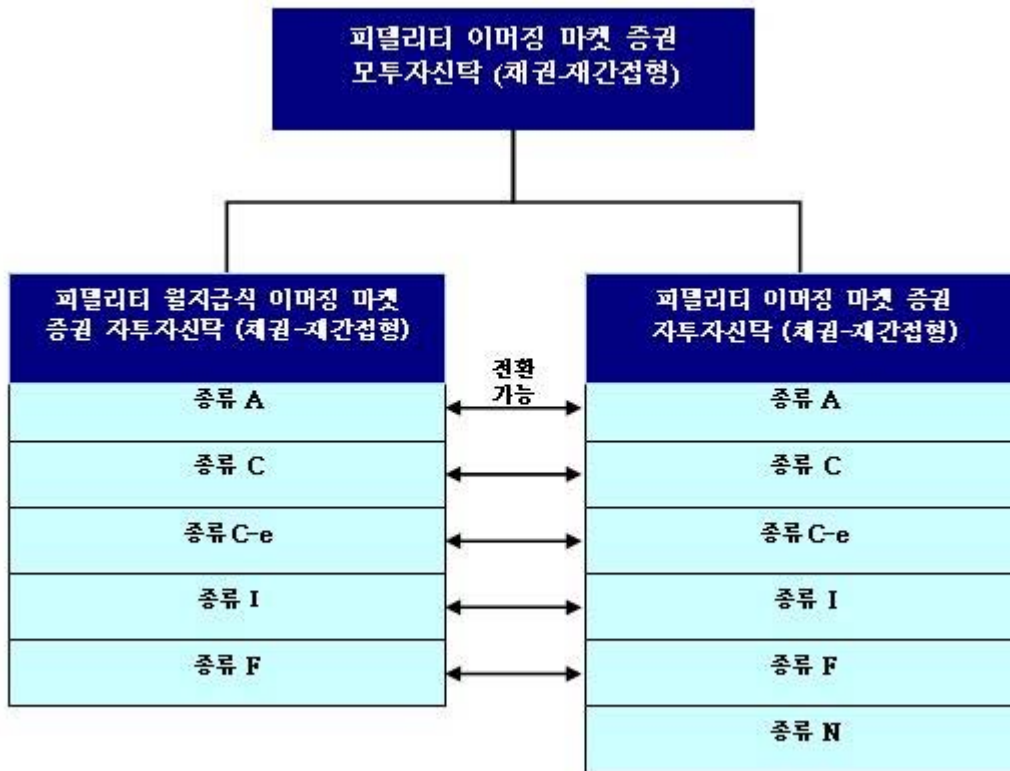 피델리티 이머징 마켓 증권
모투자신탁 (채권-재간접형)
피델리티 월지급식 이머징 마켓
증권 자투자신탁 (채권-재간접형)
피델리티 이머징 마켓 증권
자투자신탁 (채권-재간접형)
전환
가능
종류 A
종류 A
종류 C
종류 C
종류 C-e
종류 C-e
종류 I
종류 I
종류 F
종류 F
종류 N